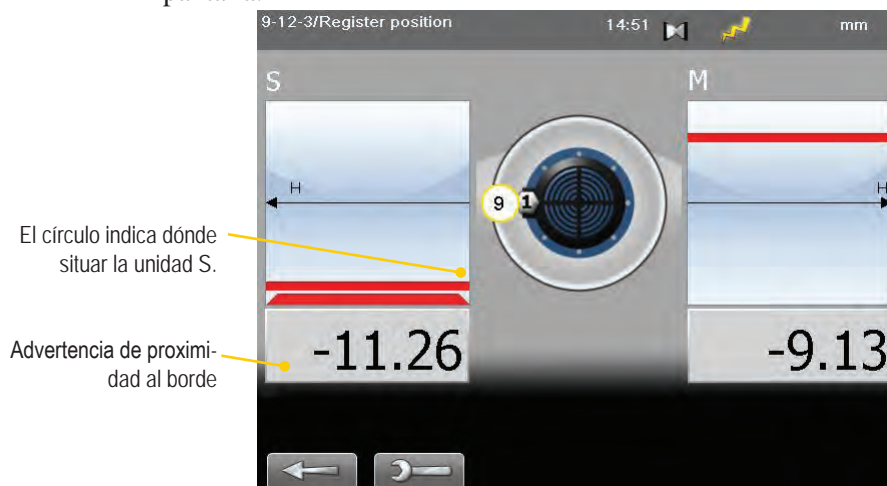 9-12-3/Register position 14:51 mm
S M
H H
9 1
El círculo indica dónde
situar la unidad S.
Advertencia de proximi-
dad al borde
-11.26 -9.13